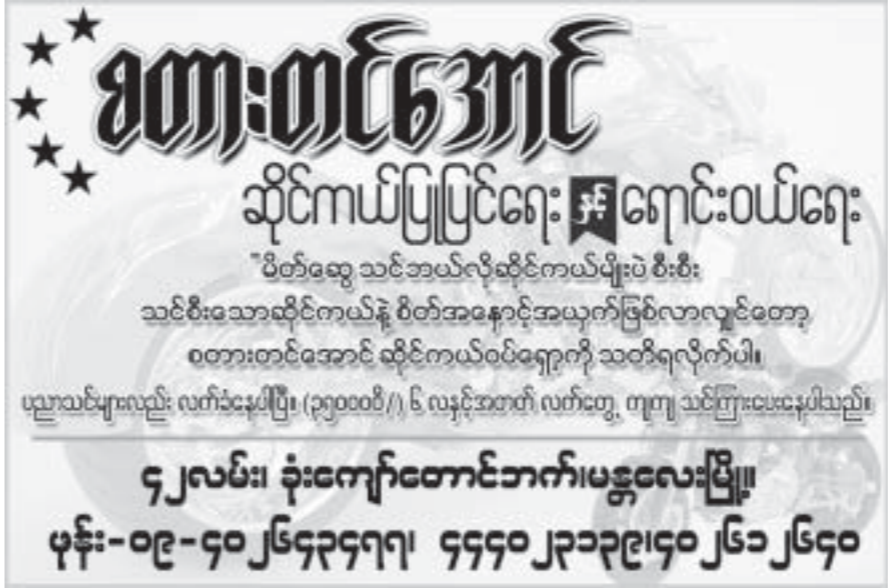 စတားတင်အောင်
ဆိုင်ကယ်ပြုပြင်ရေး နှင့် ရောင်းဝယ်ရေး
"မိတ်ဆွေ သင်ဘယ်လိုဆိုင်ကယ်မျိုးပဲ စီးစီး
သင်စီးသောဆိုင်ကယ်နဲ့ စိတ်အနှောင့်အယှက်ဖြစ်လာလျှင်တော့
စတားတင်အောင် ဆိုင်ကယ်ဝပ်ရှော့ကို သတိရလိုက်ပါ။
ပညာသင်များလည်း လက်ခံနေပါပြီ။ (၃၅၀၀၀၀ိ/) ၆ လနှင့်အတတ် လက်တွေ့ ကျကျ သင်ကြားပေးနေပါသည်။
၄၂လမ်း၊ ခုံးကျော်တောင်ဘက်၊မန္တလေးမြို့။
ဖုန်း-၀၉-၄၀၂၆၄၃၄၇၇၊ ၄၄၄၀၂၃၁၃၉၊၄၀၂၆၁၂၆၄၀